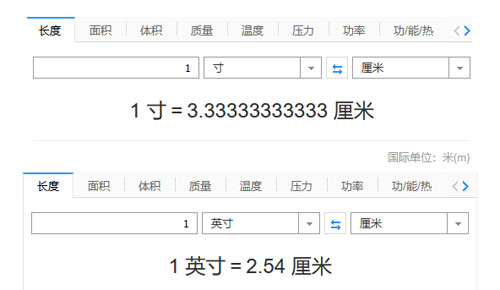 长度 面积 体积 质量 温度 压力 功率 功/能/热
1 寸 厘米
1 寸 = 3.33333333333 厘米
国际单位：米(m)
长度 面积 体积 质量 温度 压力 功率 功/能/热
1 英寸 厘米
1 英寸 = 2.54 厘米